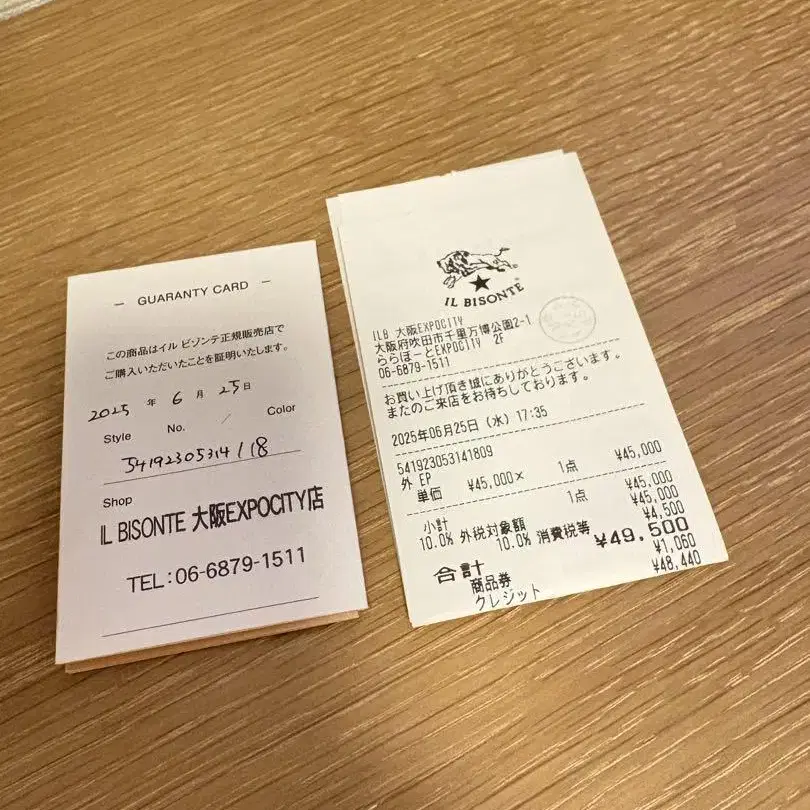 — GUARANTY CARD —
この商品はイル ビゾンテ正規販売店で
ご購入いただいたことを証明いたします。
2025 年 6 月 25 日
Style No. / Color
54192305314 / 18
Shop
IL BISONTE 大阪EXPOCITY店
TEL:06-6879-1511
IL BISONTE
ILB 大阪EXPOCITY
大阪府吹田市千里万博公園2-1
ららぽーとEXPOCITY 2F
06-6879-1511
お買い上げ頂き誠にありがとうございます。
またのご来店をお待ちしております。
2025年06月25日(水) 17:35
541923053141809
外 EP ¥45,000
単価 ¥45,000× 1点
小計 1点 ¥45,000
10.0% 外税対象額 ¥45,000
10.0% 消費税等 ¥4,500
合計 ¥49,500
商品券 ¥1,060
クレジット ¥48,440